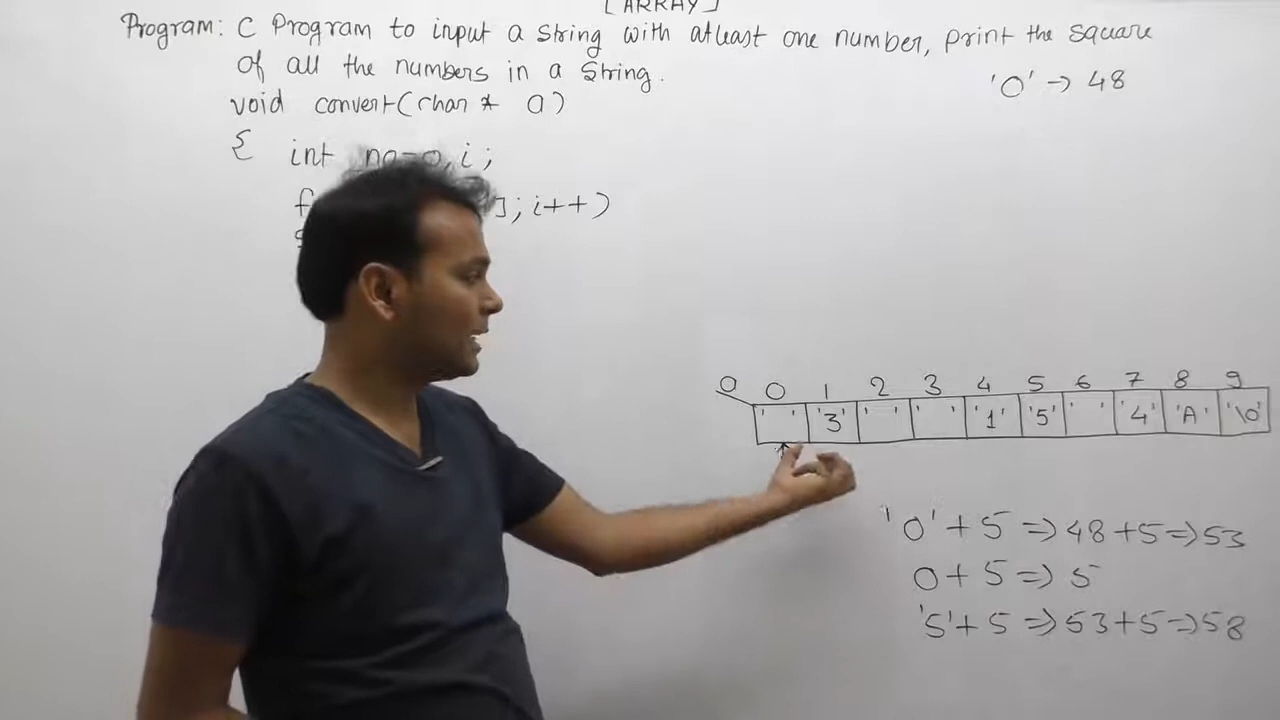 [ARRAY]
Program: C Program to input a string with atleast one number, print the square
of all the numbers in a string.
'0' → 48
void convert(char * a)
{ int no=0,i;
];i++)
0 0 1 2 3 4 5 6 7 8 9
' ' '3' ' ' ' ' '1' '5' ' ' '4' 'A' '\0'
'0'+5⇒48+5⇒53
0+5⇒5
'5'+5⇒53+5⇒58